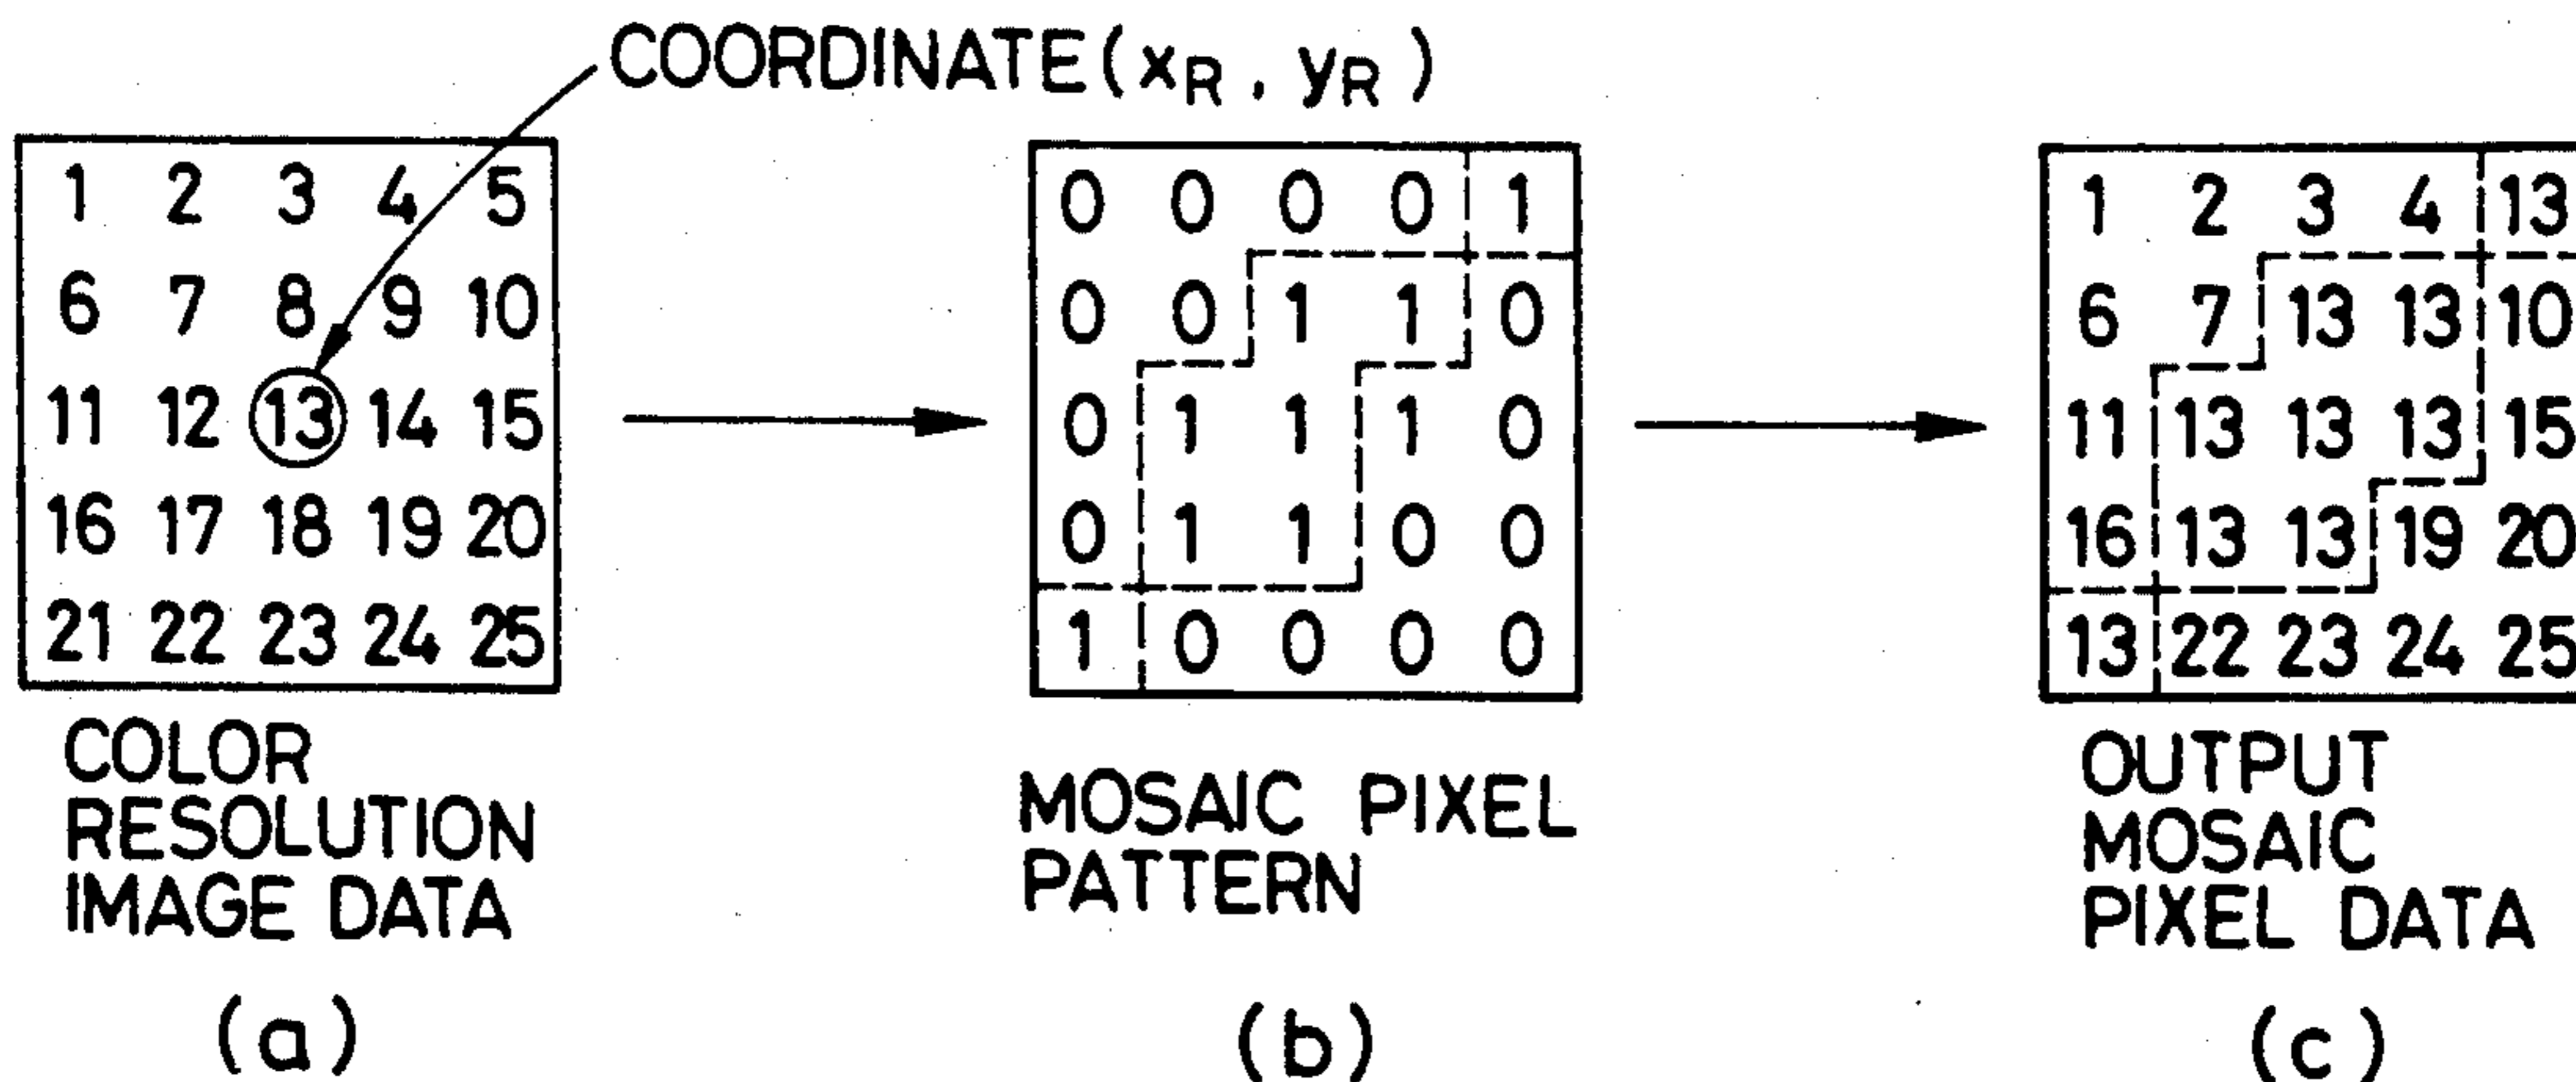 COORDINATE(xR, yR)
1 2 3 4 5
6 7 8 9 10
11 12 13 14 15
16 17 18 19 20
21 22 23 24 25
COLOR
RESOLUTION
IMAGE DATA
(a)
0 0 0 0 1
0 0 1 1 0
0 1 1 1 0
0 1 1 0 0
1 0 0 0 0
MOSAIC PIXEL
PATTERN
(b)
1 2 3 4 13
6 7 13 13 10
11 13 13 13 15
16 13 13 19 20
13 22 23 24 25
OUTPUT
MOSAIC
PIXEL DATA
(c)